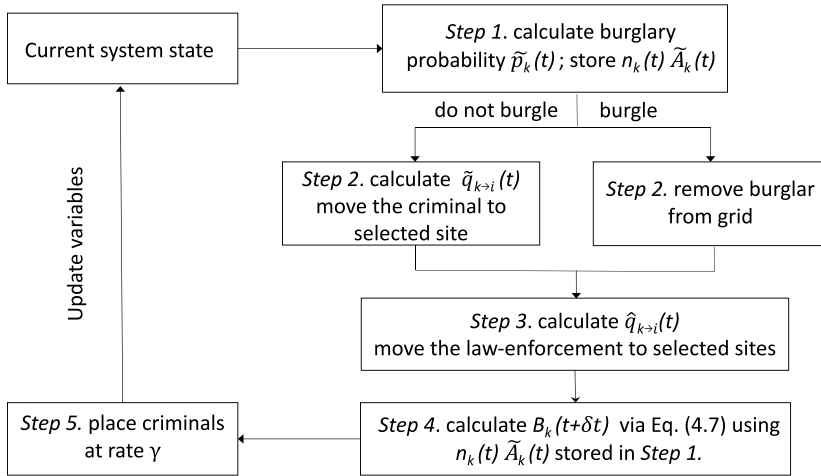 Current system state
Step 1. calculate burglary
probability p̃ₖ(t) ; store nₖ(t) Ãₖ(t)
do not burgle
burgle
Step 2. calculate q̃ₖ→ᵢ(t)
move the criminal to
selected site
Step 2. remove burglar
from grid
Update variables
Step 3. calculate q̂ₖ→ᵢ(t)
move the law-enforcement to selected sites
Step 5. place criminals
at rate γ
Step 4. calculate Bₖ(t+δt) via Eq. (4.7) using
nₖ(t) Ãₖ(t) stored in Step 1.